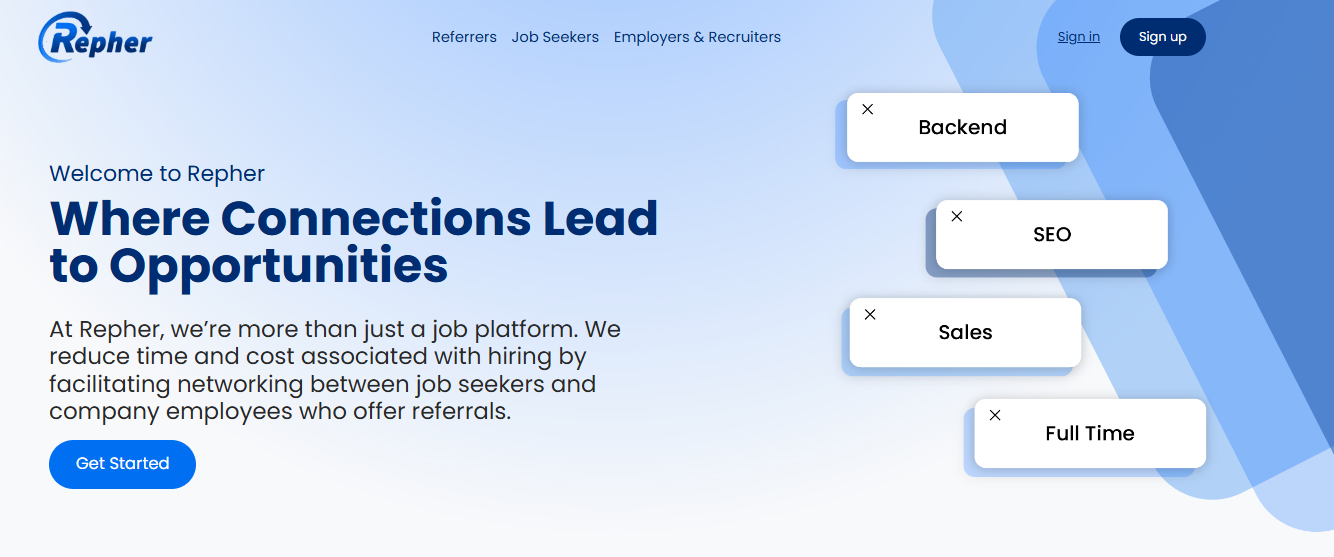 Repher
Referrers Job Seekers Employers & Recruiters
Sign in
Sign up
Welcome to Repher
Where Connections Lead
to Opportunities
At Repher, we’re more than just a job platform. We
reduce time and cost associated with hiring by
facilitating networking between job seekers and
company employees who offer referrals.
Get Started
Backend
SEO
Sales
Full Time